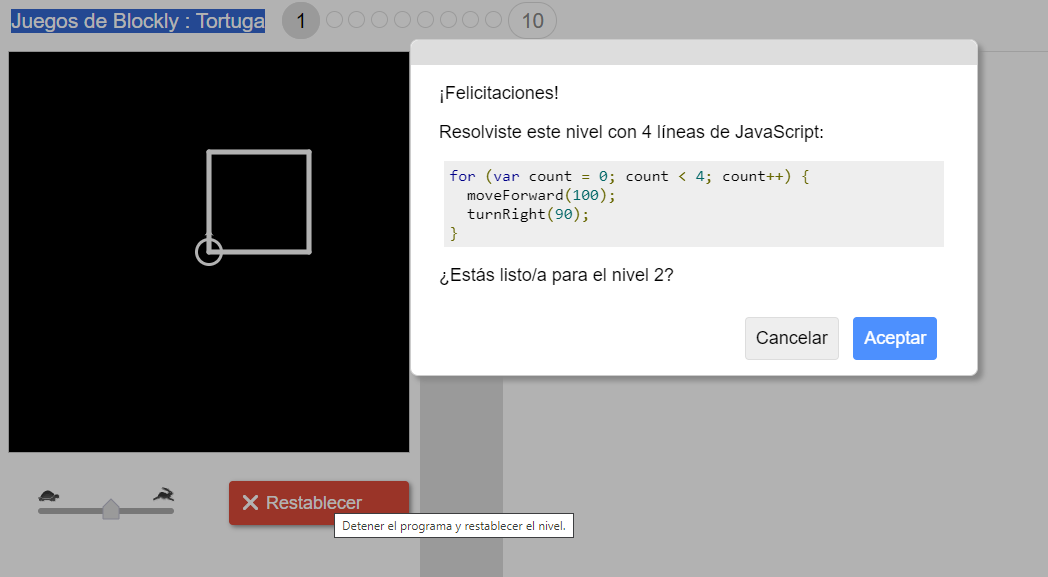 Juegos de Blockly : Tortuga 1 10
¡Felicitaciones!
Resolviste este nivel con 4 líneas de JavaScript:
for (var count = 0; count < 4; count++) {
  moveForward(100);
  turnRight(90);
}
¿Estás listo/a para el nivel 2?
Cancelar Aceptar
Restablecer
Detener el programa y restablecer el nivel.